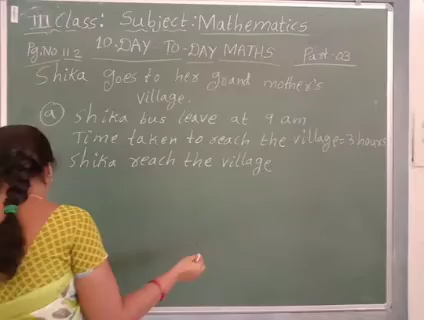 III Class: Subject: Mathematics
Pg.No 112 10. DAY TO-DAY MATHS Part-03
Shika goes to her grand mother's
village.
(a) Shika bus leave at 9 am
Time taken to reach the village=3 hours
Shika reach the village